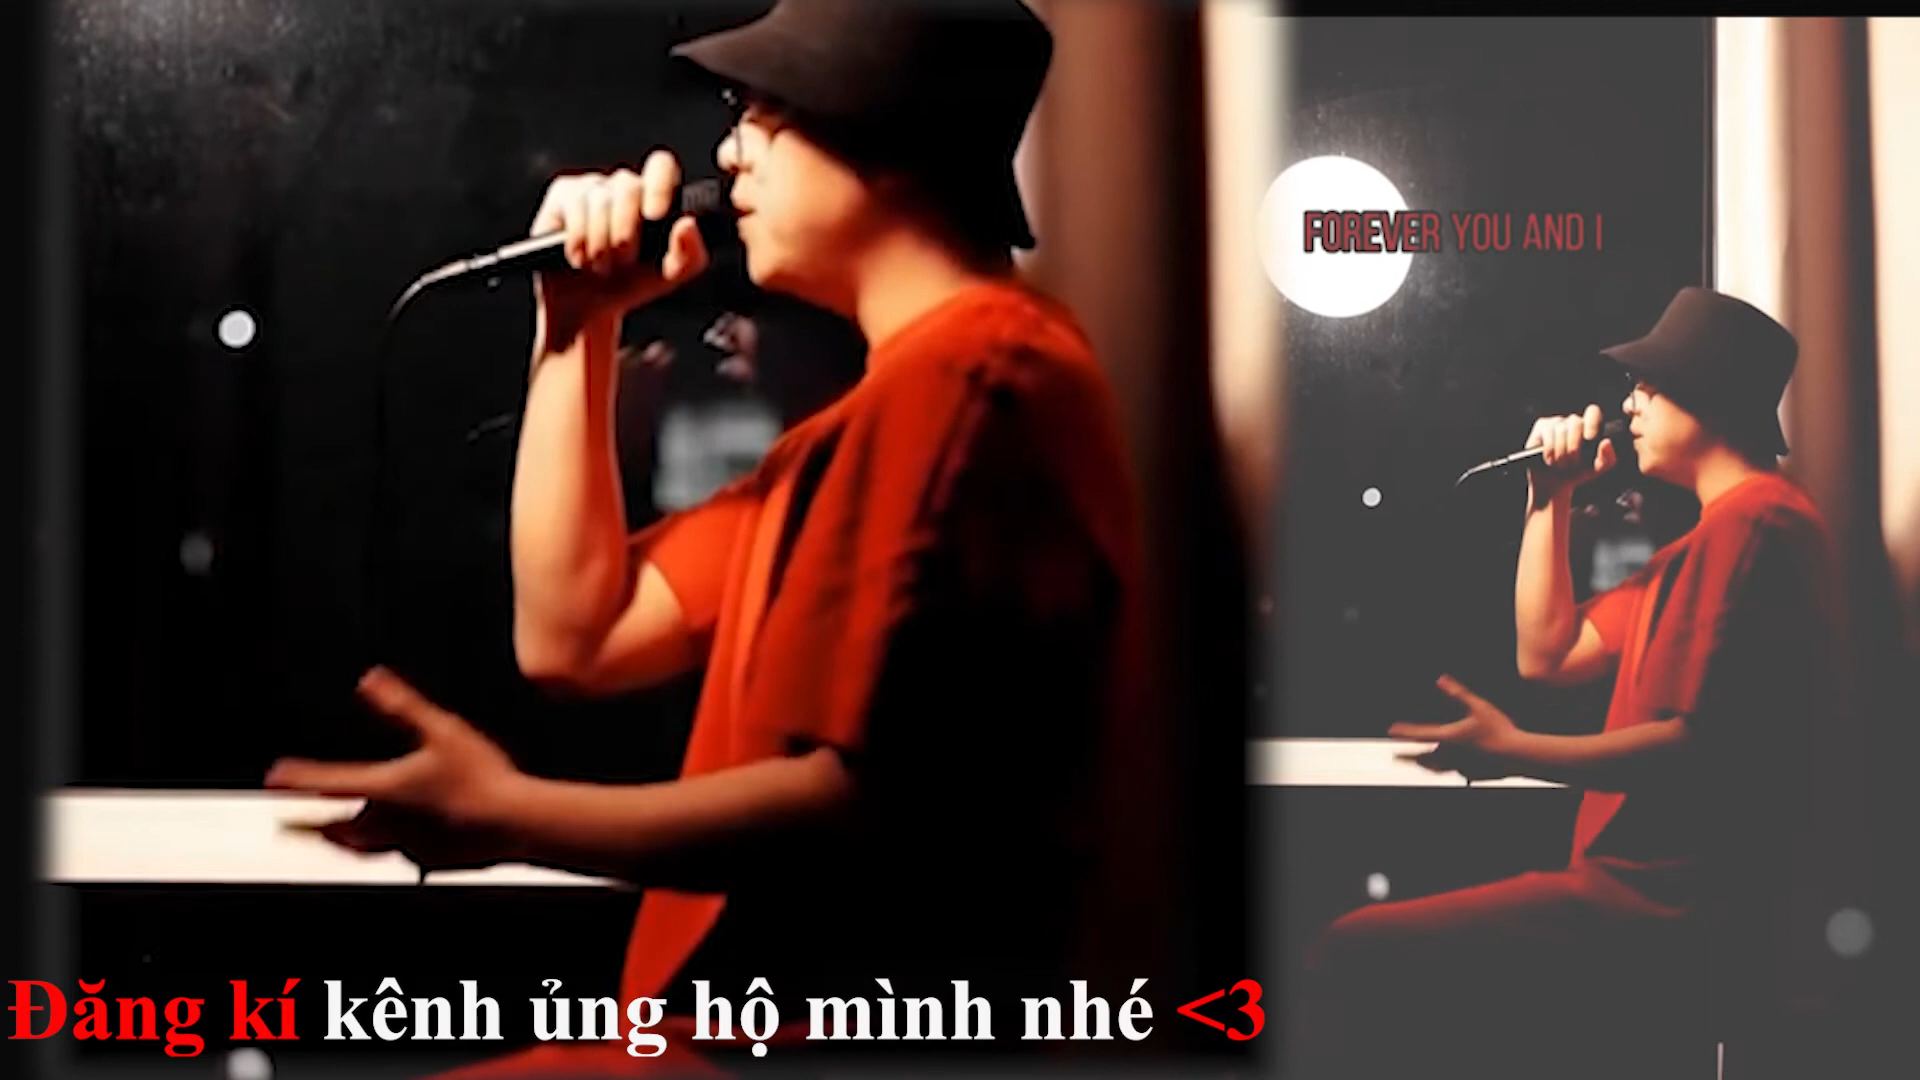 FOREVER YOU AND I
Đăng kí kênh ủng hộ mình nhé <3